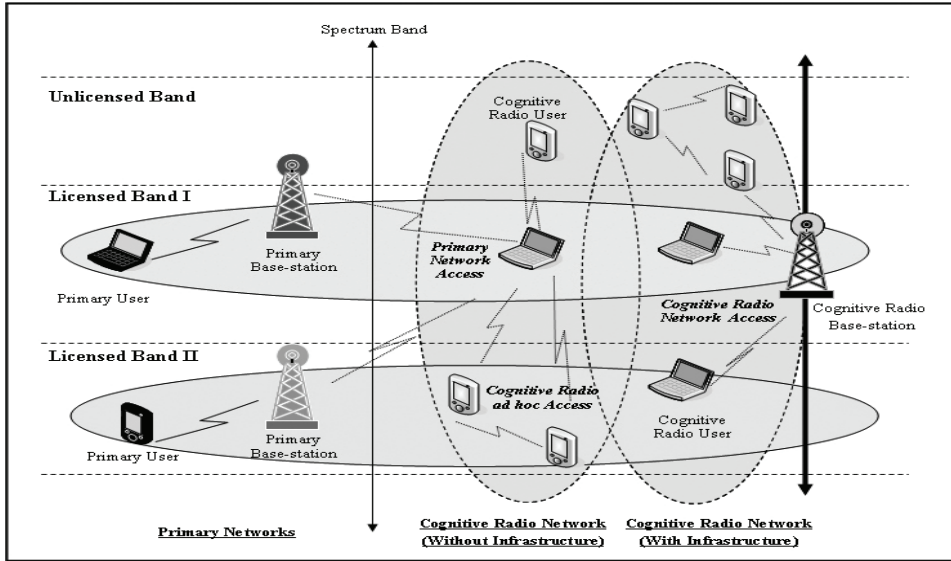 Spectrum Band
Unlicensed Band
Cognitive
Radio User
Licensed Band I
Primary
Base-station
Primary User
Primary
Network
Access
Cognitive Radio
Network Access
Cognitive Radio
Base-station
Licensed Band II
Cognitive Radio
ad hoc Access
Cognitive
Radio User
Primary User
Primary
Base-station
Primary Networks
Cognitive Radio Network
(Without Infrastructure)
Cognitive Radio Network
(With Infrastructure)